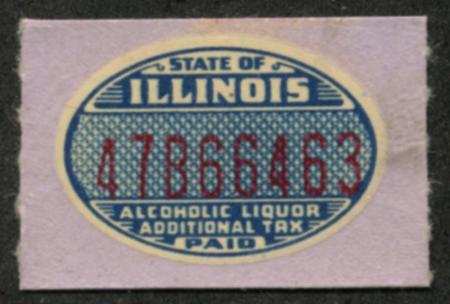 STATE OF
ILLINOIS
47B66463
ALCOHOLIC LIQUOR
ADDITIONAL TAX
PAID